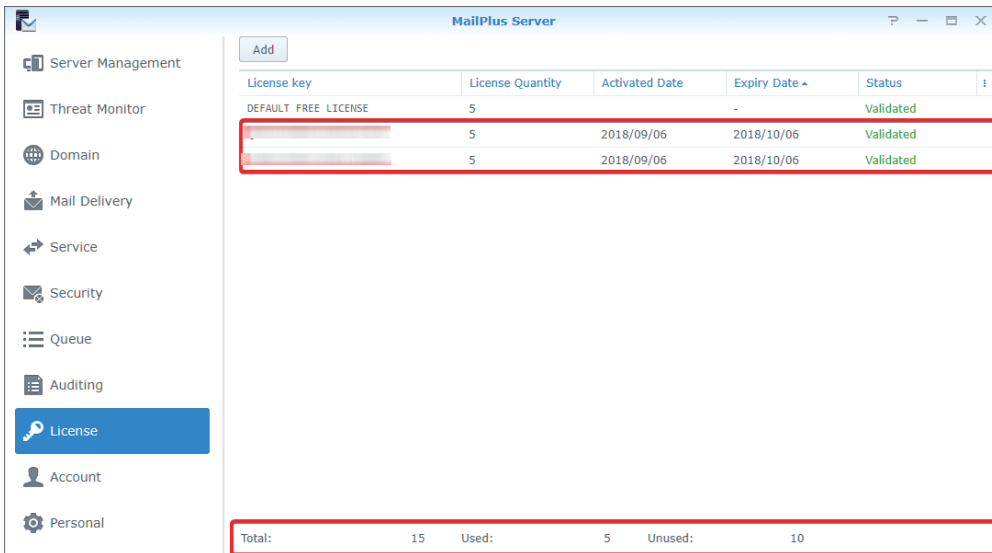 MailPlus Server
Add
License key License Quantity Activated Date Expiry Date Status
DEFAULT FREE LICENSE 5 - Validated
5 2018/09/06 2018/10/06 Validated
5 2018/09/06 2018/10/06 Validated
Server Management
Threat Monitor
Domain
Mail Delivery
Service
Security
Queue
Auditing
License
Account
Personal
Total: 15 Used: 5 Unused: 10